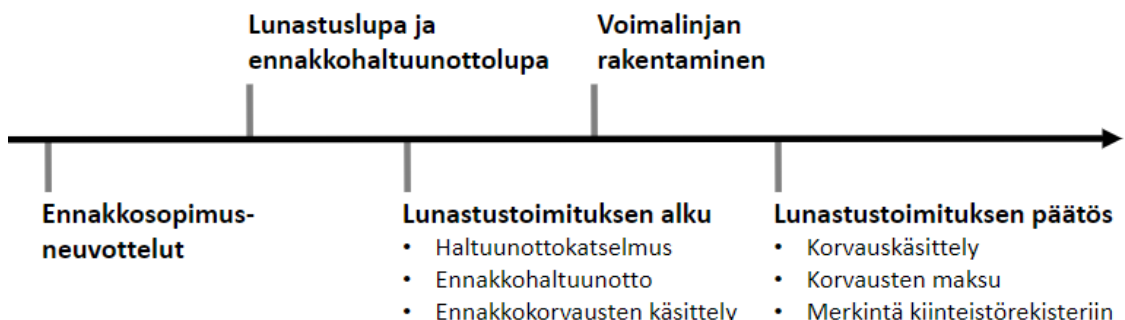 Lunastuslupa ja
ennakkohaltuunottolupa
Voimalinjan
rakentaminen
Ennakkosopimus-
neuvottelut
Lunastustoimituksen alku
• Haltuunottokatselmus
• Ennakkohaltuunotto
• Ennakkokorvausten käsittely
Lunastustoimituksen päätös
• Korvauskäsittely
• Korvausten maksu
• Merkintä kiinteistörekisteriin